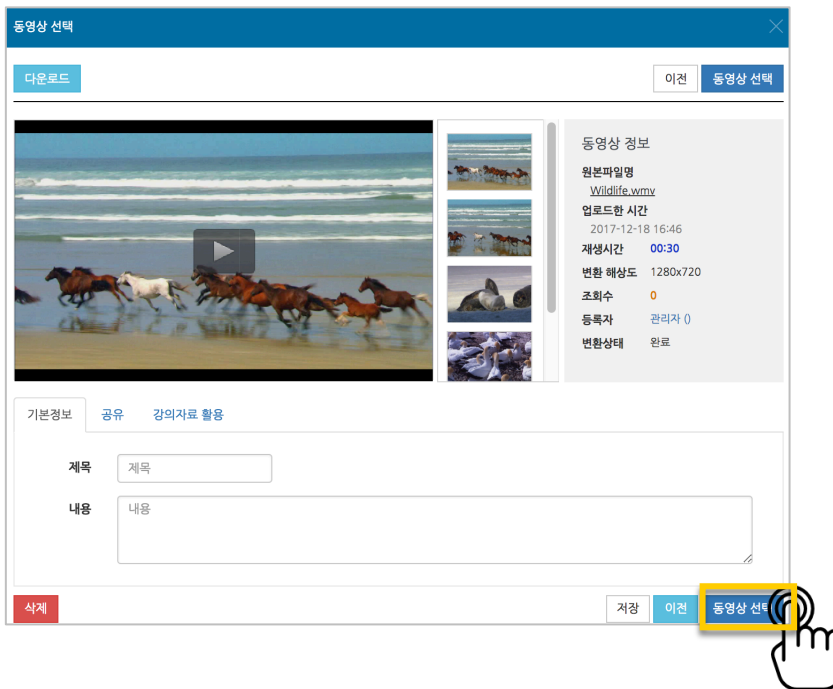 동영상 선택
다운로드
이전 동영상 선택
동영상 정보
원본파일명
Wildlife.wmv
업로드한 시간
2017-12-18 16:46
재생시간 00:30
변환 해상도 1280x720
조회수 0
등록자 관리자 ()
변환상태 완료
기본정보 공유 강의자료 활용
제목 제목
내용 내용
삭제 저장 이전 동영상 선택